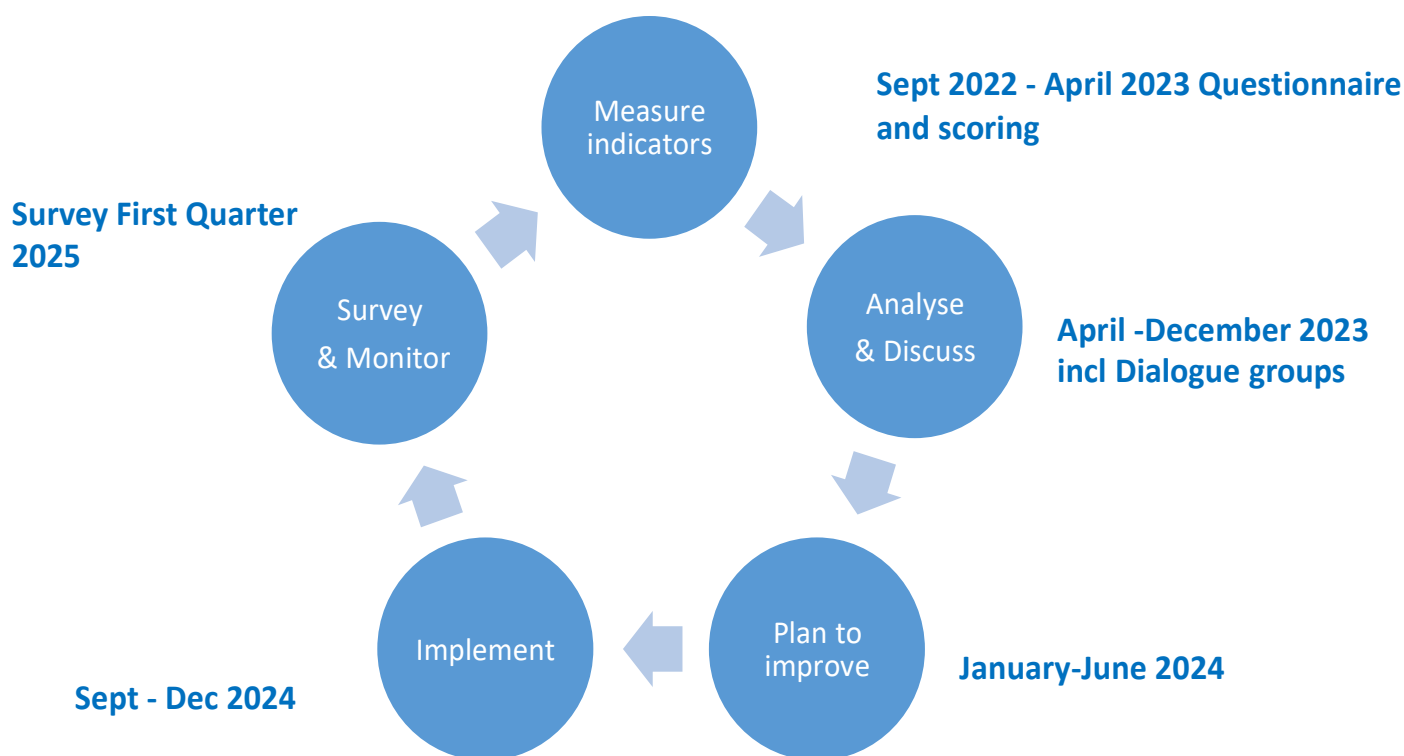 Measure
indicators
Sept 2022 - April 2023 Questionnaire
and scoring
Analyse
& Discuss
April -December 2023
incl Dialogue groups
Plan to
improve
January-June 2024
Implement
Sept - Dec 2024
Survey
& Monitor
Survey First Quarter
2025